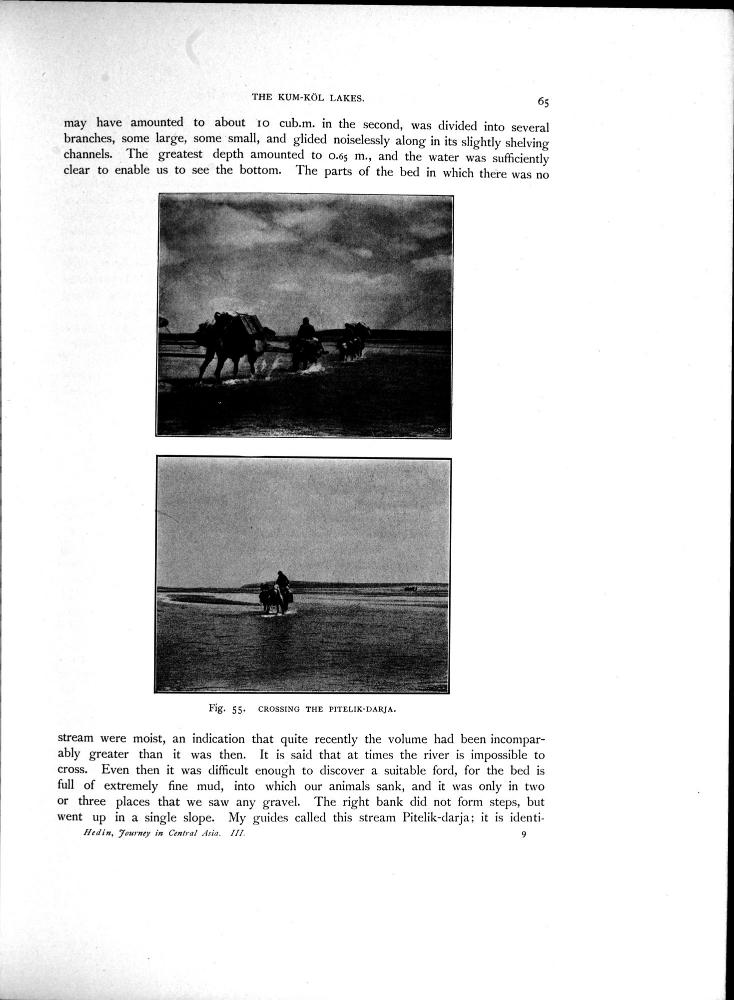 THE KUM-KÖL LAKES. 65
may have amounted to about 10 cub.m. in the second, was divided into several
branches, some large, some small, and glided noiselessly along in its slightly shelving
channels. The greatest depth amounted to 0.65 m., and the water was sufficiently
clear to enable us to see the bottom. The parts of the bed in which there was no
Fig. 55. CROSSING THE PITELIK-DARJA.
stream were moist, an indication that quite recently the volume had been incompar-
ably greater than it was then. It is said that at times the river is impossible to
cross. Even then it was difficult enough to discover a suitable ford, for the bed is
full of extremely fine mud, into which our animals sank, and it was only in two
or three places that we saw any gravel. The right bank did not form steps, but
went up in a single slope. My guides called this stream Pitelik-darja; it is identi-
Hedin, Journey in Central Asia. III. 9